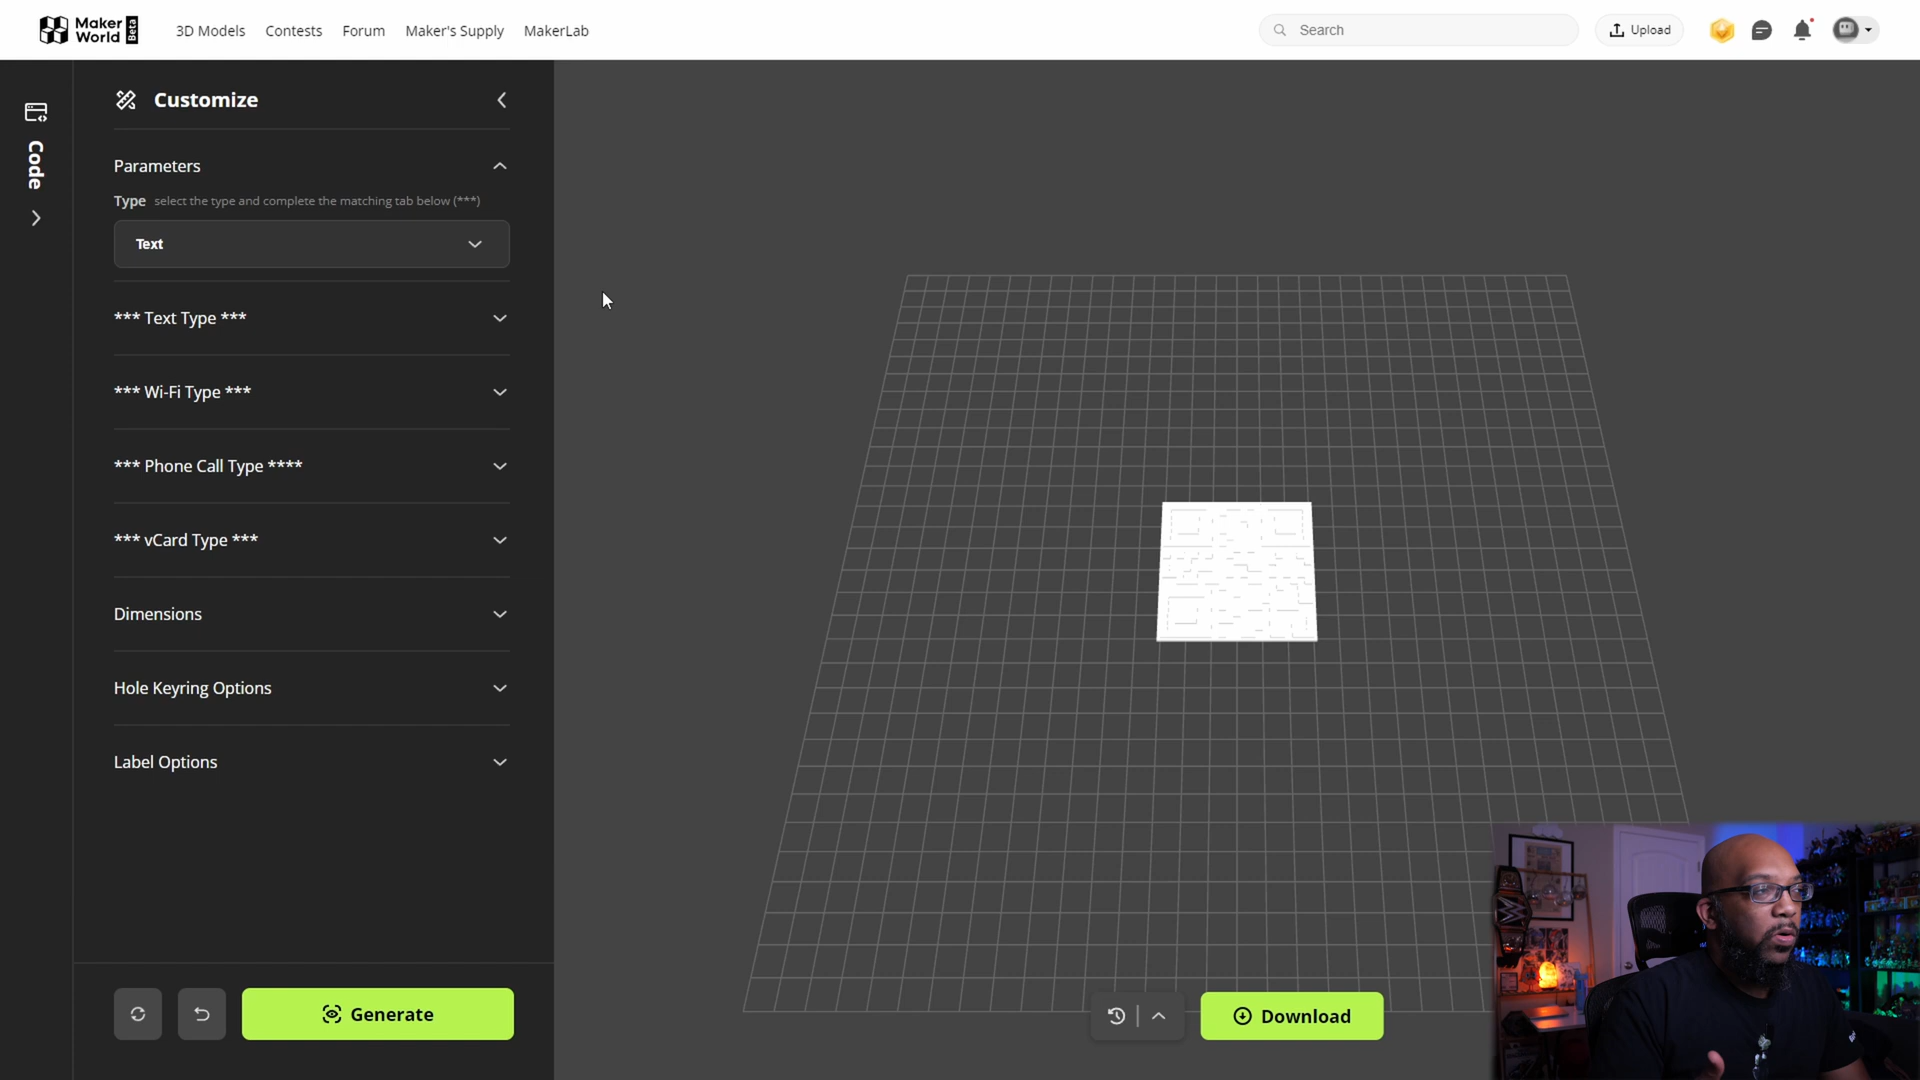 Maker
World
Beta
3D Models
Contests
Forum
Maker's Supply
MakerLab
Search
Upload
Code
Customize
Parameters
Type select the type and complete the matching tab below (***)
Text
*** Text Type ***
*** Wi-Fi Type ***
*** Phone Call Type ****
*** vCard Type ***
Dimensions
Hole Keyring Options
Label Options
Generate
Download